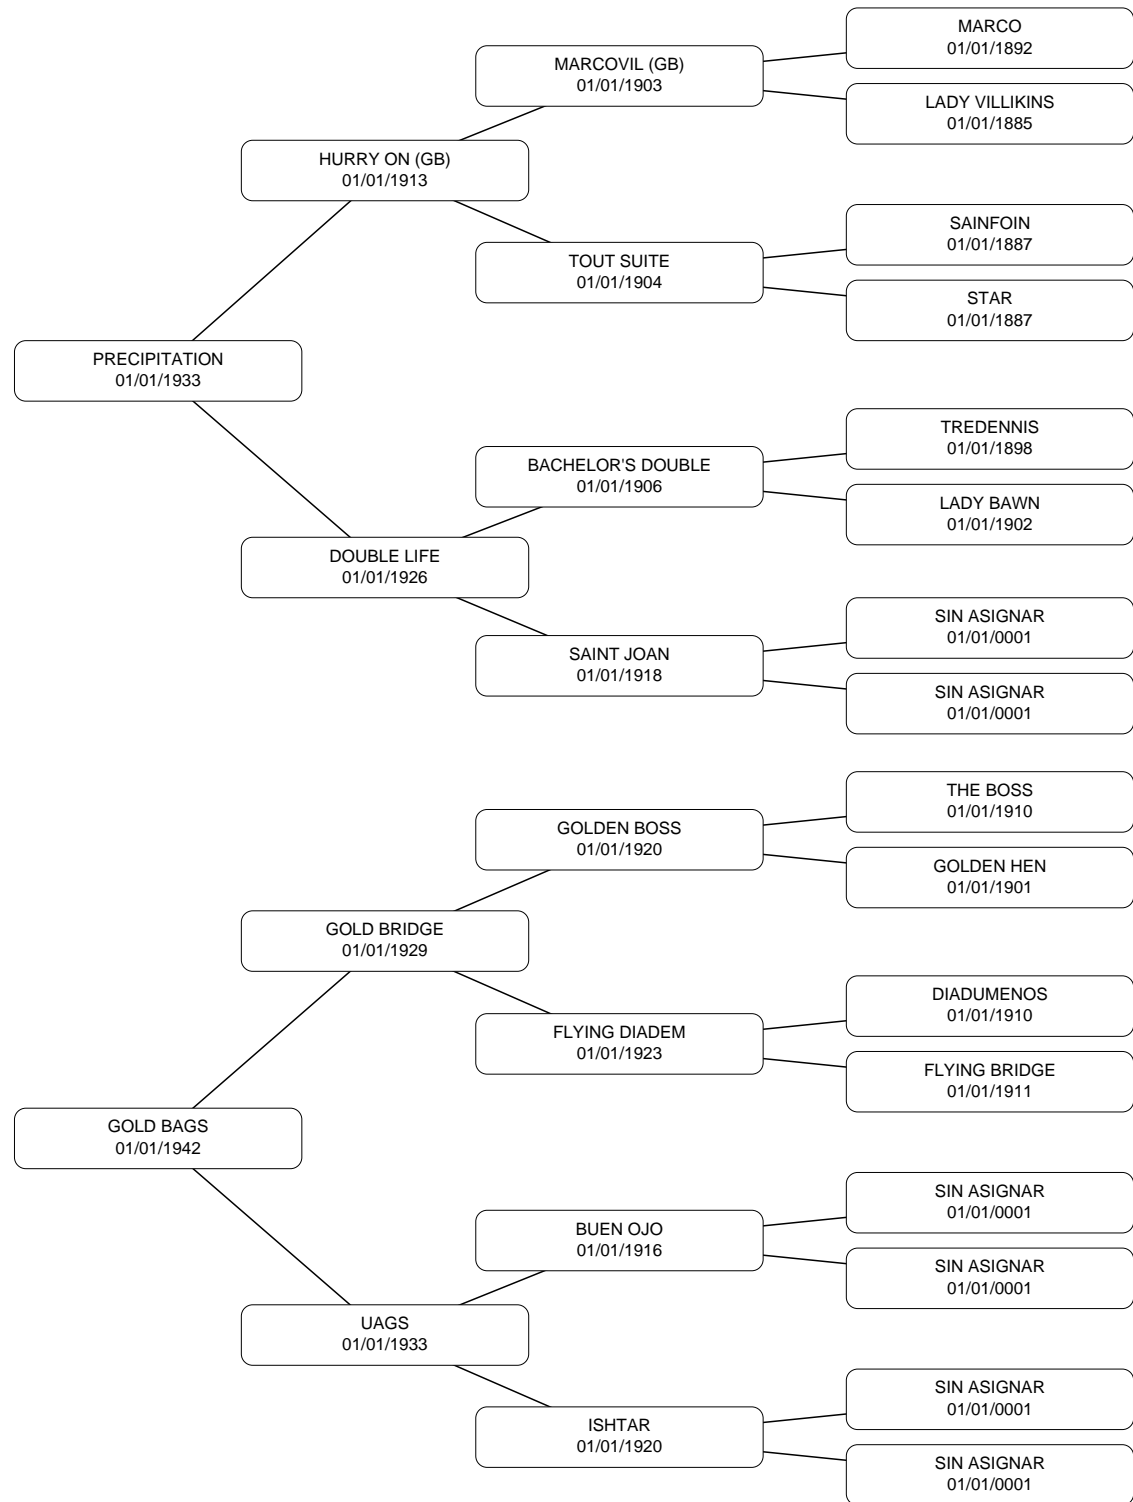 MARCO
01/01/1892
MARCOVIL (GB)
01/01/1903
LADY VILLIKINS
01/01/1885
HURRY ON (GB)
01/01/1913
SAINFOIN
01/01/1887
TOUT SUITE
01/01/1904
STAR
01/01/1887
PRECIPITATION
01/01/1933
TREDENNIS
01/01/1898
BACHELOR'S DOUBLE
01/01/1906
LADY BAWN
01/01/1902
DOUBLE LIFE
01/01/1926
SIN ASIGNAR
01/01/0001
SAINT JOAN
01/01/1918
SIN ASIGNAR
01/01/0001
THE BOSS
01/01/1910
GOLDEN BOSS
01/01/1920
GOLDEN HEN
01/01/1901
GOLD BRIDGE
01/01/1929
DIADUMENOS
01/01/1910
FLYING DIADEM
01/01/1923
FLYING BRIDGE
01/01/1911
GOLD BAGS
01/01/1942
SIN ASIGNAR
01/01/0001
BUEN OJO
01/01/1916
SIN ASIGNAR
01/01/0001
UAGS
01/01/1933
SIN ASIGNAR
01/01/0001
ISHTAR
01/01/1920
SIN ASIGNAR
01/01/0001